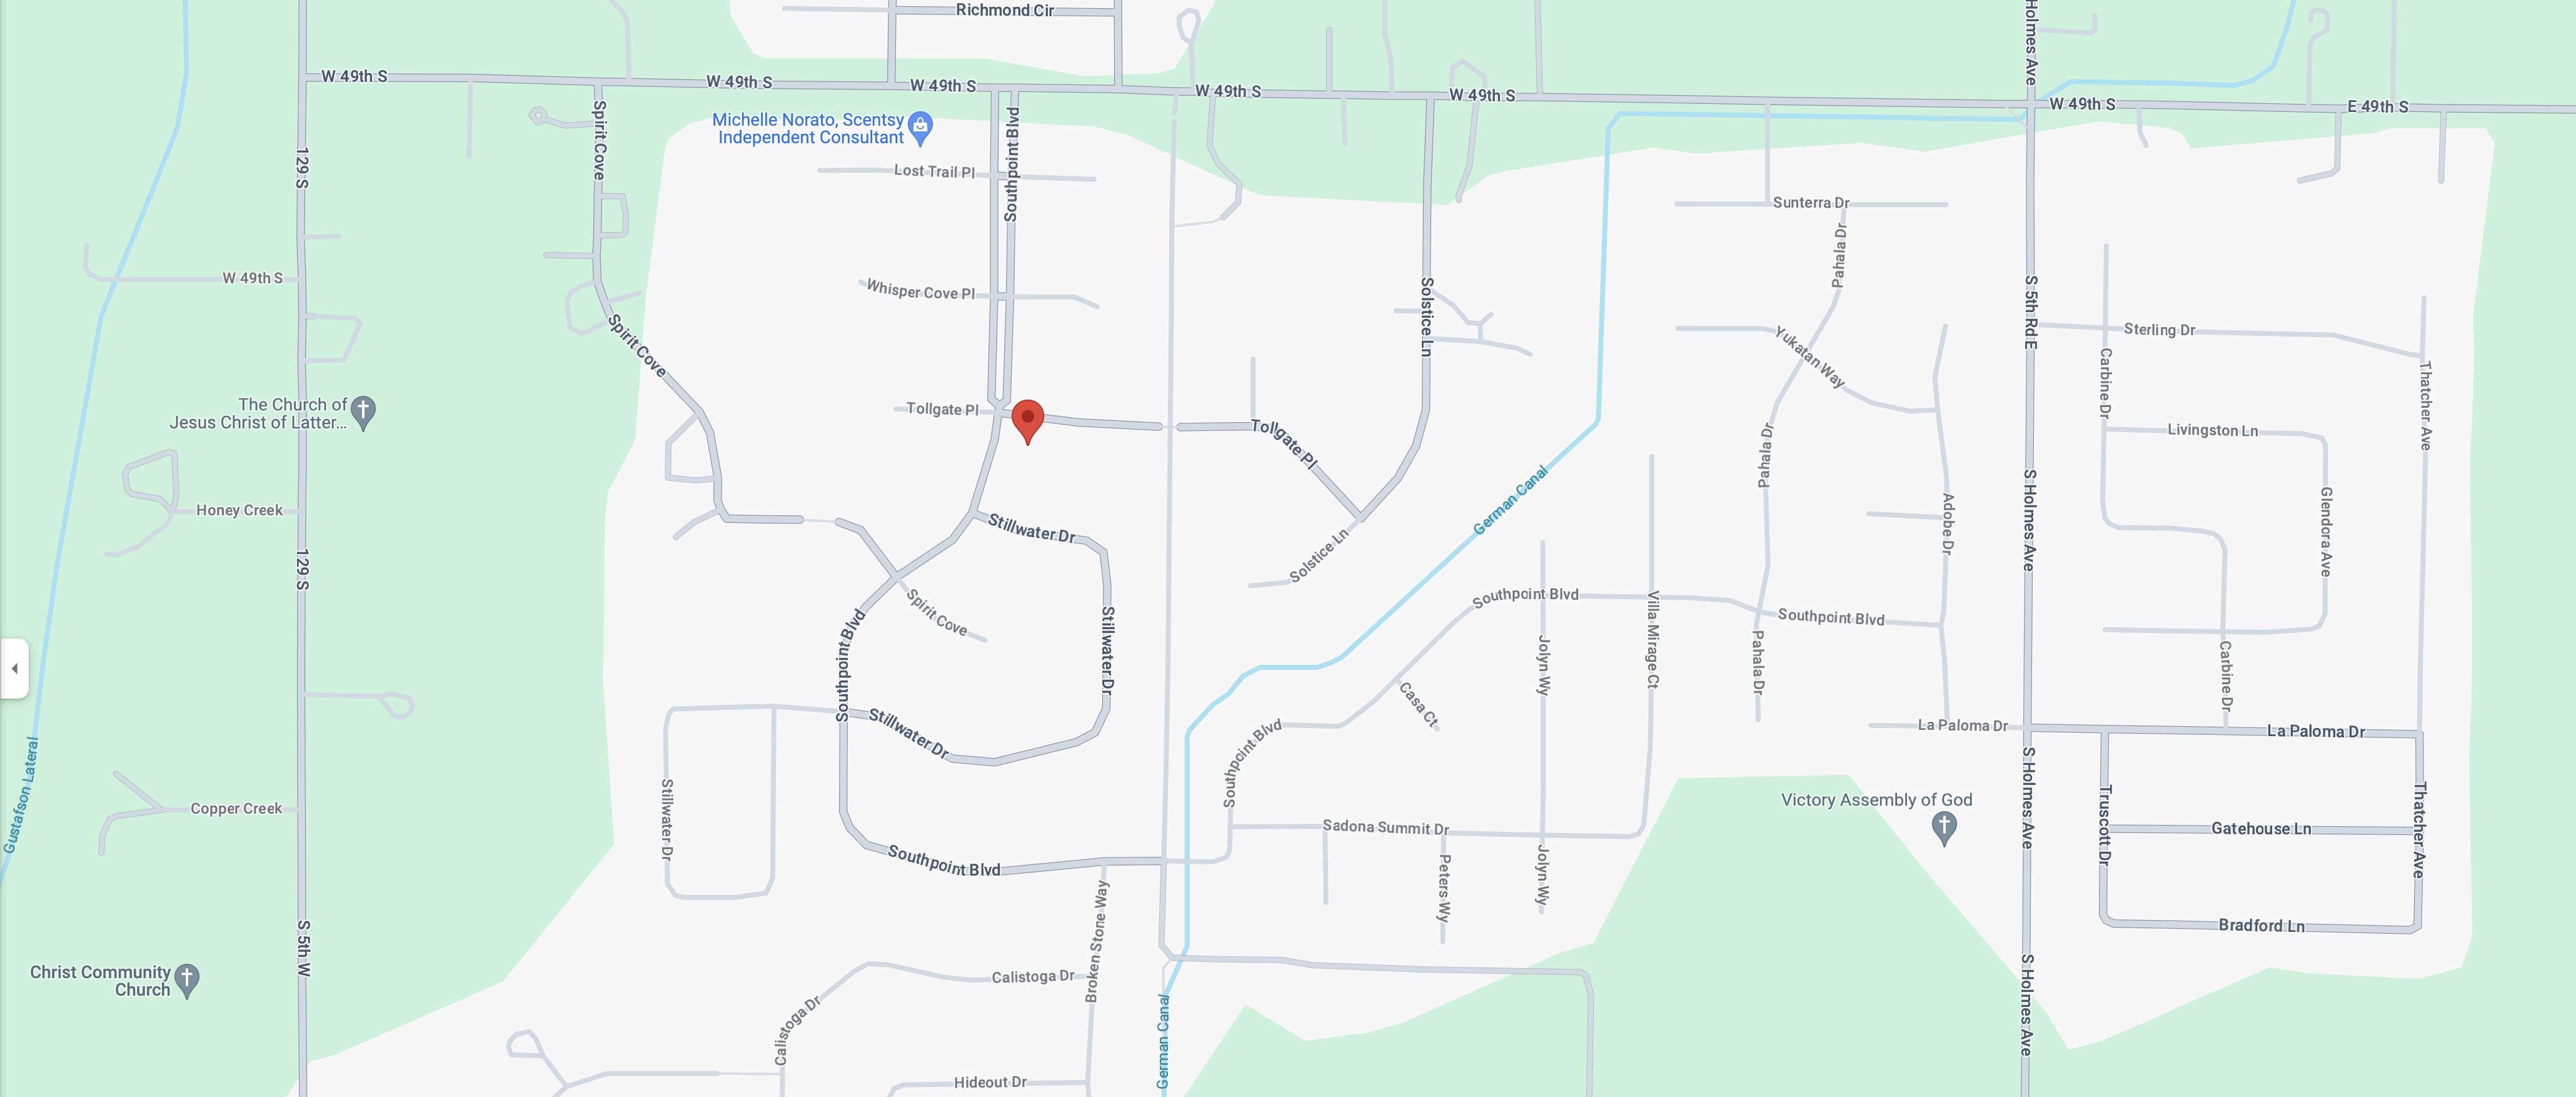 Richmond Cir
Holmes Ave
W 49th S
W 49th S
W 49th S
W 49th S
W 49th S
W 49th S
E 49th S
Michelle Norato, Scentsy
Independent Consultant
Spirit Cove
Southpoint Blvd
129 S
Lost Trail Pl
Sunterra Dr
Pahala Dr
W 49th S
Whisper Cove Pl
Solstice Ln
S 5th Rd E
Sterling Dr
Spirit Cove
Yukatan Way
Carbine Dr
Thatcher Ave
The Church of
Jesus Christ of Latter...
Tollgate Pl
Tollgate Pl
Pahala Dr
Livingston Ln
German Canal
Honey Creek
Stillwater Dr
Adobe Dr
S Holmes Ave
Glendora Ave
129 S
Solstice Ln
Spirit Cove
Southpoint Blvd
Southpoint Blvd
Southpoint Blvd
Stillwater Dr
Jolyn Wy
Villa Mirage Ct
Pahala Dr
Carbine Dr
Casa Ct
Stillwater Dr
Southpoint Blvd
La Paloma Dr
La Paloma Dr
Gustafson Lateral
Stillwater Dr
Copper Creek
Victory Assembly of God
S Holmes Ave
Truscott Dr
Thatcher Ave
Sadona Summit Dr
Gatehouse Ln
Southpoint Blvd
Peters Wy
Jolyn Wy
S 5th W
Broken Stone Way
Bradford Ln
Christ Community
Church
Calistoga Dr
Calistoga Dr
German Canal
S Holmes Ave
Hideout Dr